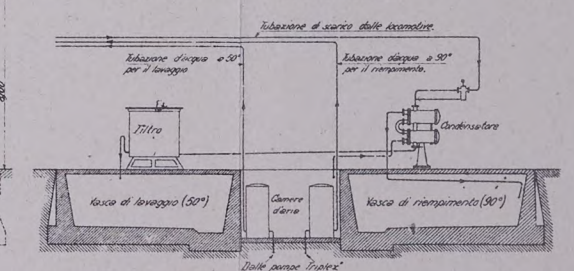 Tubazione di scarico dalle locomotive.
Tubazione d'acqua a 50°
per il lavaggio
Tubazione d'acqua a 90°
per il riempimento.
Filtro
Condensatore
Vasca di lavaggio (50°)
Camere
d'aria
Vasca di riempimento (90°)
Dalle pompe "Triplex"